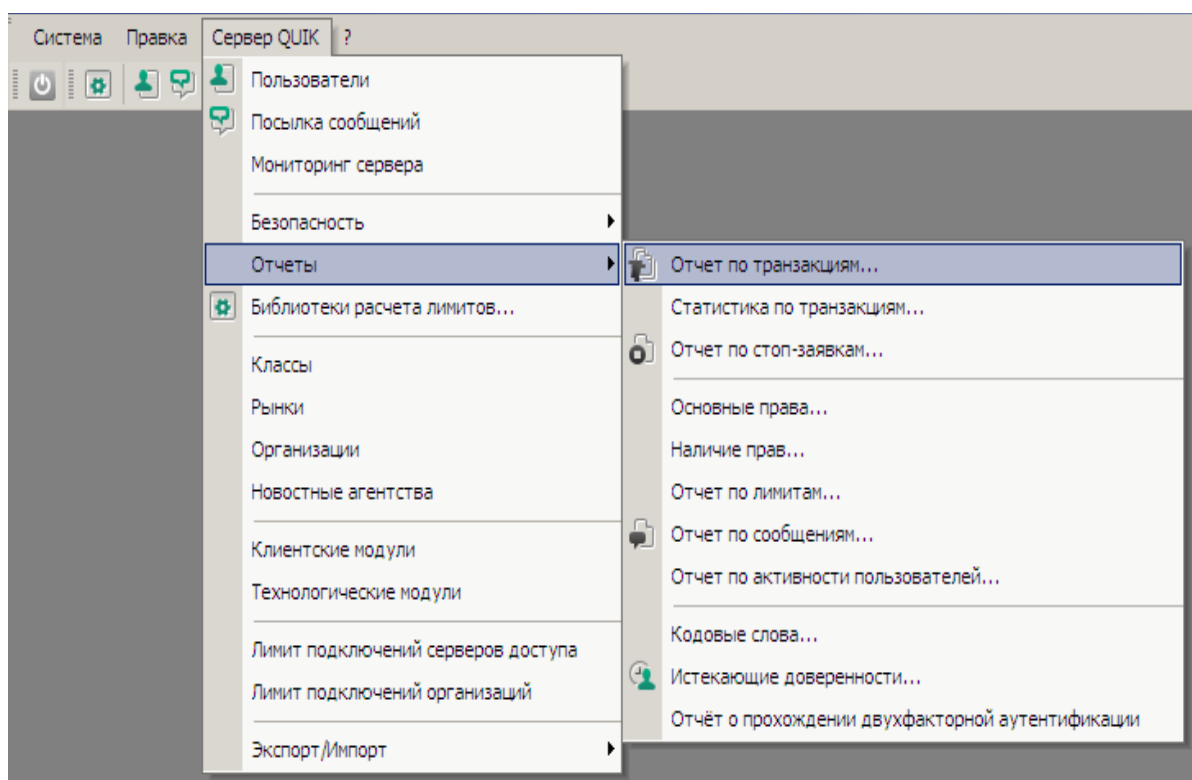 Система Правка Сервер QUIK ?
Пользователи
Посылка сообщений
Мониторинг сервера
Безопасность
Отчеты
Библиотеки расчета лимитов...
Классы
Рынки
Организации
Новостные агентства
Клиентские модули
Технологические модули
Лимит подключений серверов доступа
Лимит подключений организаций
Экспорт/Импорт
Отчет по транзакциям...
Статистика по транзакциям...
Отчет по стоп-заявкам...
Основные права...
Наличие прав...
Отчет по лимитам...
Отчет по сообщениям...
Отчет по активности пользователей...
Кодовые слова...
Истекающие доверенности...
Отчёт о прохождении двухфакторной аутентификации